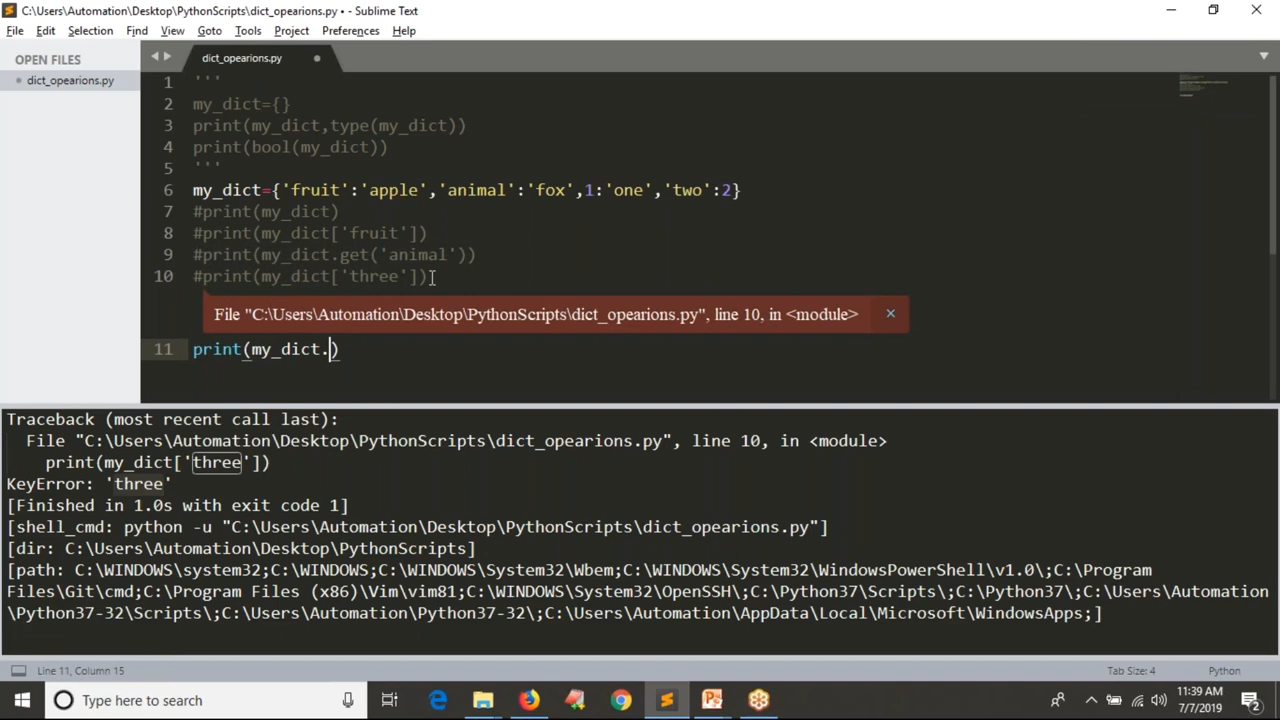 C:\Users\Automation\Desktop\PythonScripts\dict_opearions.py • - Sublime Text
File Edit Selection Find View Goto Tools Project Preferences Help
OPEN FILES
dict_opearions.py
dict_opearions.py
1 '''
2 my_dict={}
3 print(my_dict,type(my_dict))
4 print(bool(my_dict))
5 '''
6 my_dict={'fruit':'apple','animal':'fox',1:'one','two':2}
7 #print(my_dict)
8 #print(my_dict['fruit'])
9 #print(my_dict.get('animal'))
10 #print(my_dict['three'])
File "C:\Users\Automation\Desktop\PythonScripts\dict_opearions.py", line 10, in <module> ×
11 print(my_dict.)
Traceback (most recent call last):
File "C:\Users\Automation\Desktop\PythonScripts\dict_opearions.py", line 10, in <module>
print(my_dict['three'])
KeyError: 'three'
[Finished in 1.0s with exit code 1]
[shell_cmd: python -u "C:\Users\Automation\Desktop\PythonScripts\dict_opearions.py"]
[dir: C:\Users\Automation\Desktop\PythonScripts]
[path: C:\WINDOWS\system32;C:\WINDOWS;C:\WINDOWS\System32\Wbem;C:\WINDOWS\System32\WindowsPowerShell\v1.0\;C:\Program
Files\Git\cmd;C:\Program Files (x86)\Vim\vim81;C:\WINDOWS\System32\OpenSSH\;C:\Python37\Scripts\;C:\Python37\;C:\Users\Automation
\Python37-32\Scripts\;C:\Users\Automation\Python37-32\;C:\Users\Automation\AppData\Local\Microsoft\WindowsApps;]
Line 11, Column 15
Tab Size: 4
Python
Type here to search
11:39 AM
7/7/2019
2